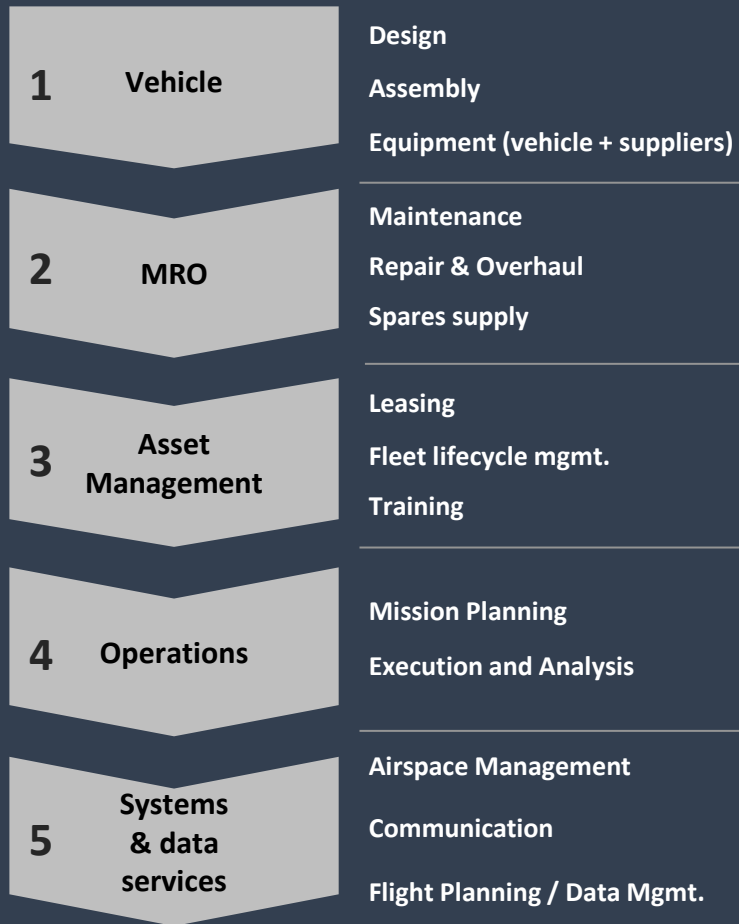 1
Vehicle
Design
Assembly
Equipment (vehicle + suppliers)
2
MRO
Maintenance
Repair & Overhaul
Spares supply
3
Asset
Management
Leasing
Fleet lifecycle mgmt.
Training
4
Operations
Mission Planning
Execution and Analysis
5
Systems
& data
services
Airspace Management
Communication
Flight Planning / Data Mgmt.